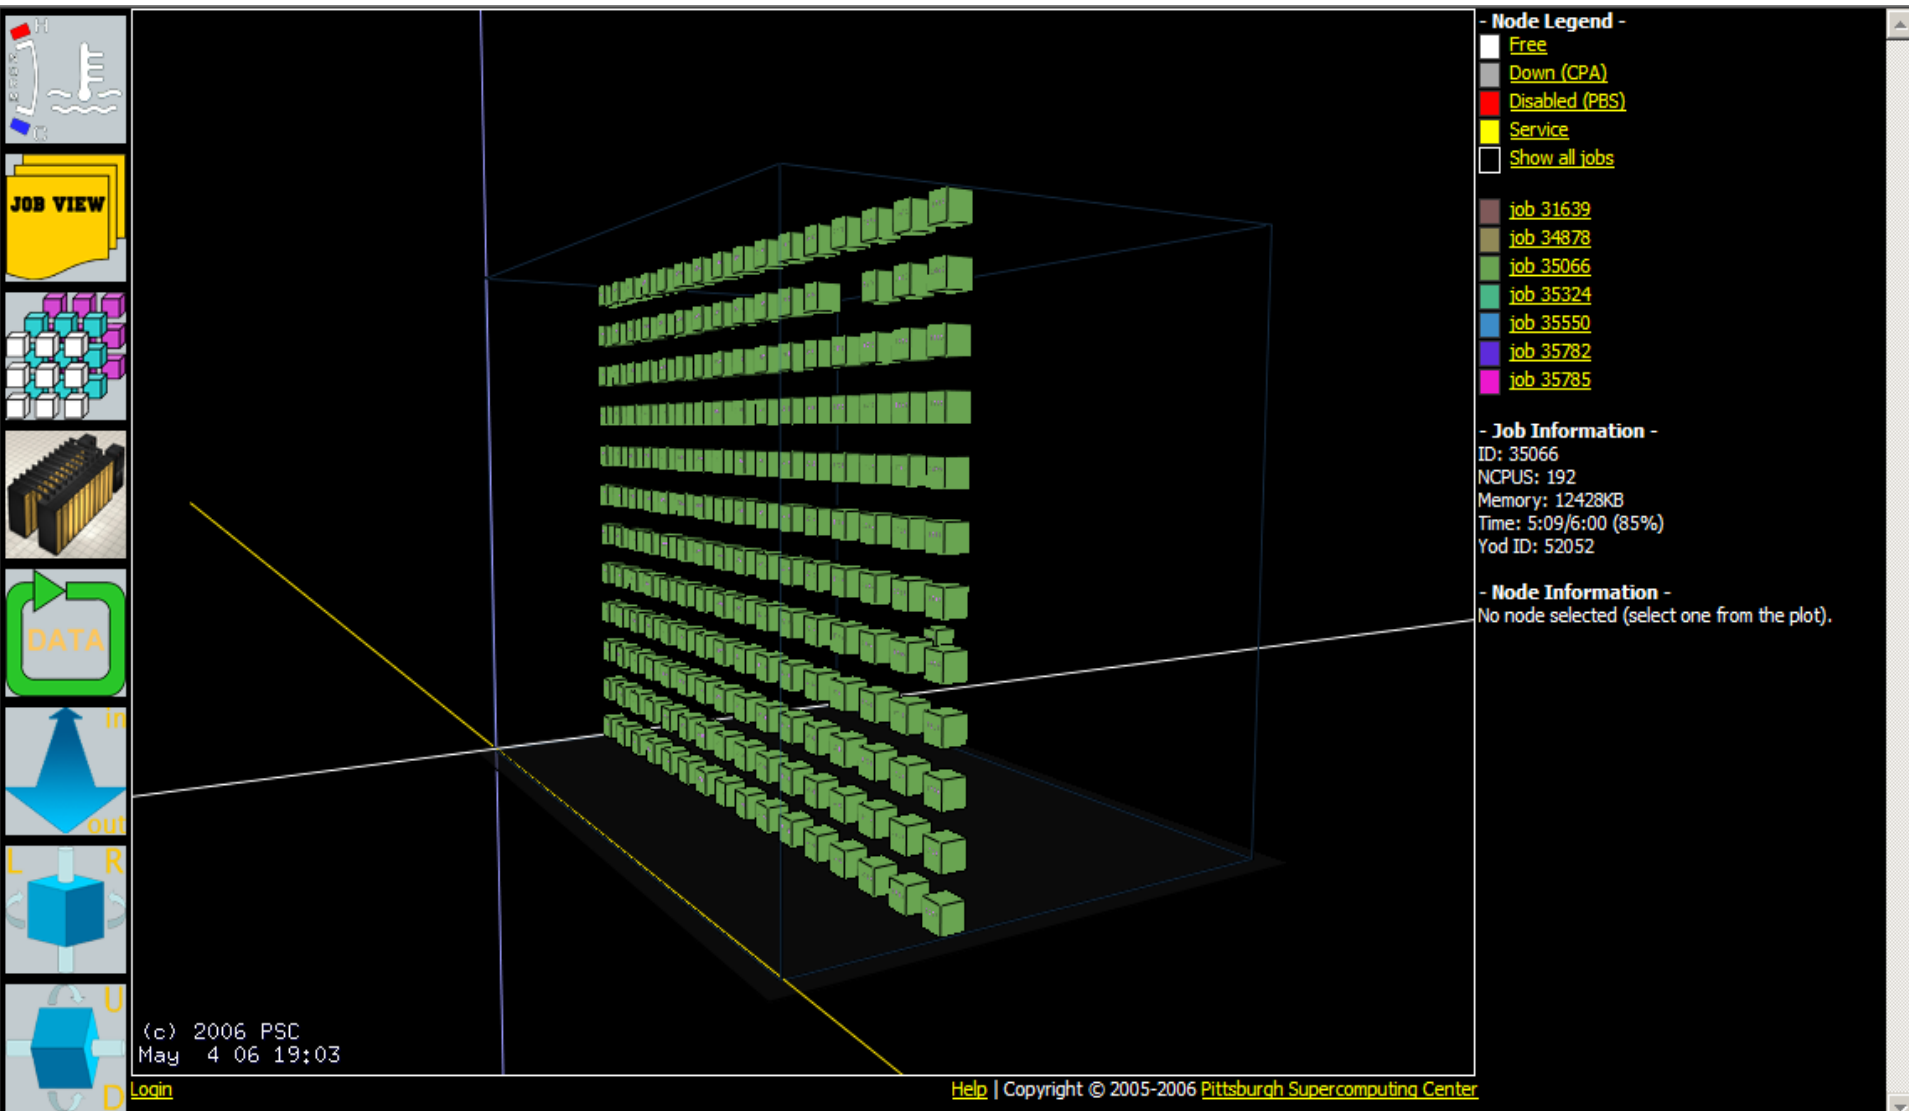 H
ERROR
C
JOB VIEW
DATA
in
out
L R
U
D
(c) 2006 PSC
May 4 06 19:03
Login
Help | Copyright © 2005-2006 Pittsburgh Supercomputing Center
- Node Legend -
Free
Down (CPA)
Disabled (PBS)
Service
Show all jobs
job 31639
job 34878
job 35066
job 35324
job 35550
job 35782
job 35785
- Job Information -
ID: 35066
NCPUS: 192
Memory: 12428KB
Time: 5:09/6:00 (85%)
Yod ID: 52052
- Node Information -
No node selected (select one from the plot).